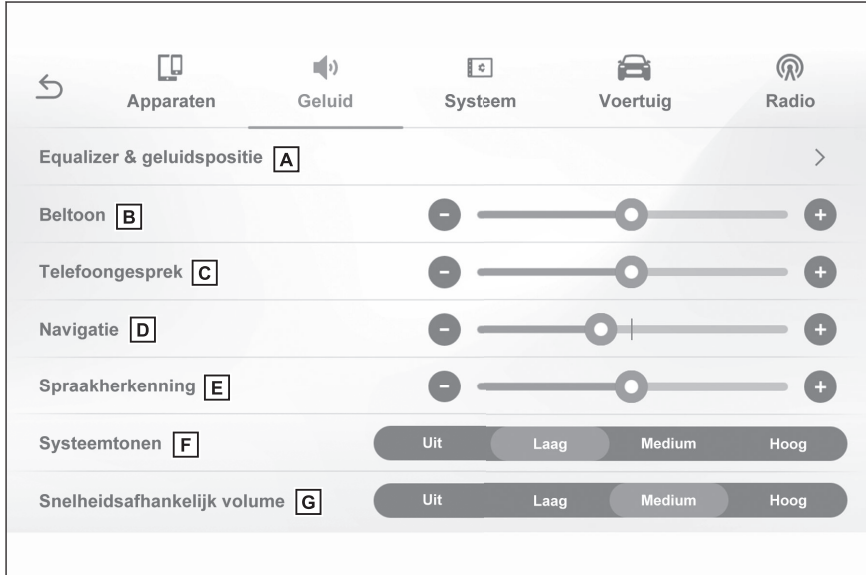 Apparaten Geluid Systeem Voertuig Radio
Equalizer & geluidspositie A
Beltoon B
Telefoongesprek C
Navigatie D
Spraakherkenning E
Systeemtonen F Uit Laag Medium Hoog
Snelheidsafhankelijk volume G Uit Laag Medium Hoog